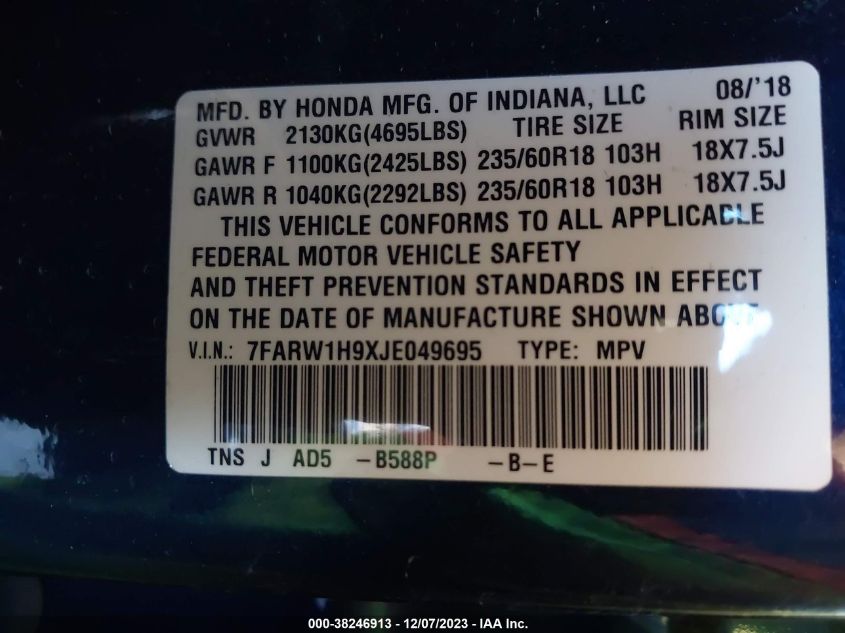 MFD. BY HONDA MFG. OF INDIANA, LLC 08/'18
GVWR 2130KG(4695LBS) TIRE SIZE RIM SIZE
GAWR F 1100KG(2425LBS) 235/60R18 103H 18X7.5J
GAWR R 1040KG(2292LBS) 235/60R18 103H 18X7.5J
THIS VEHICLE CONFORMS TO ALL APPLICABLE
FEDERAL MOTOR VEHICLE SAFETY
AND THEFT PREVENTION STANDARDS IN EFFECT
ON THE DATE OF MANUFACTURE SHOWN ABOVE
V.I.N.: 7FARW1H9XJE049695 TYPE: MPV
TNS J AD5 -B588P -B-E
000-38246913 - 12/07/2023 - IAA Inc.